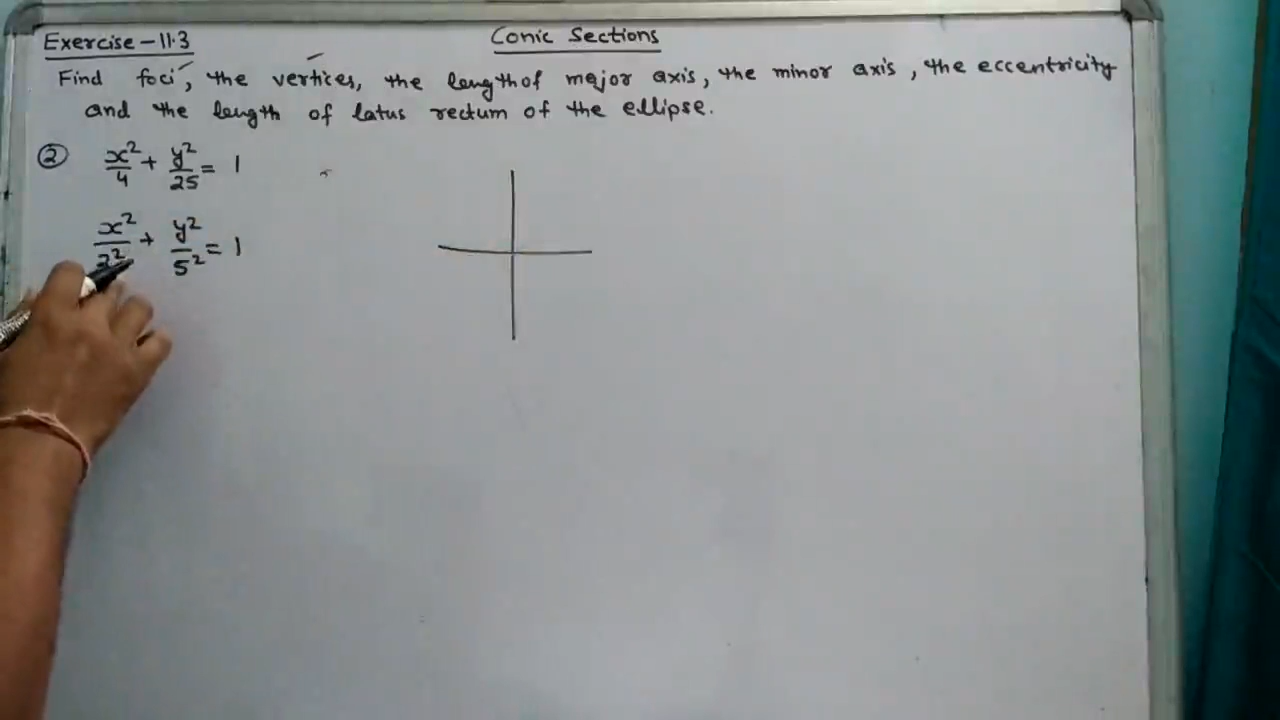 Exercise-11.3
Conic Sections
Find foci, the vertices, the length of major axis, the minor axis, the eccentricity
and the length of latus rectum of the ellipse.
② x²/4 + y²/25 = 1
x²/2² + y²/5² = 1